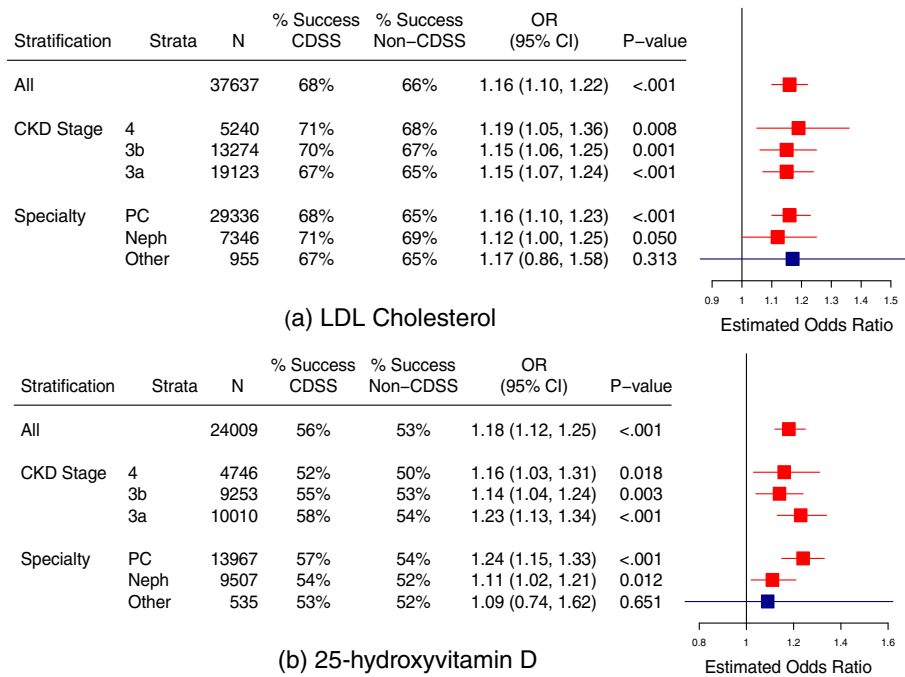 % Success % Success OR
Stratification Strata N CDSS Non−CDSS (95% CI) P−value
All 37637 68% 66% 1.16 (1.10, 1.22) <.001
CKD Stage 4 5240 71% 68% 1.19 (1.05, 1.36) 0.008
3b 13274 70% 67% 1.15 (1.06, 1.25) 0.001
3a 19123 67% 65% 1.15 (1.07, 1.24) <.001
Specialty PC 29336 68% 65% 1.16 (1.10, 1.23) <.001
Neph 7346 71% 69% 1.12 (1.00, 1.25) 0.050
Other 955 67% 65% 1.17 (0.86, 1.58) 0.313
0.9 1 1.1 1.2 1.3 1.4 1.5
Estimated Odds Ratio
(a) LDL Cholesterol
% Success % Success OR
Stratification Strata N CDSS Non−CDSS (95% CI) P−value
All 24009 56% 53% 1.18 (1.12, 1.25) <.001
CKD Stage 4 4746 52% 50% 1.16 (1.03, 1.31) 0.018
3b 9253 55% 53% 1.14 (1.04, 1.24) 0.003
3a 10010 58% 54% 1.23 (1.13, 1.34) <.001
Specialty PC 13967 57% 54% 1.24 (1.15, 1.33) <.001
Neph 9507 54% 52% 1.11 (1.02, 1.21) 0.012
Other 535 53% 52% 1.09 (0.74, 1.62) 0.651
0.8 1 1.2 1.4 1.6
Estimated Odds Ratio
(b) 25-hydroxyvitamin D